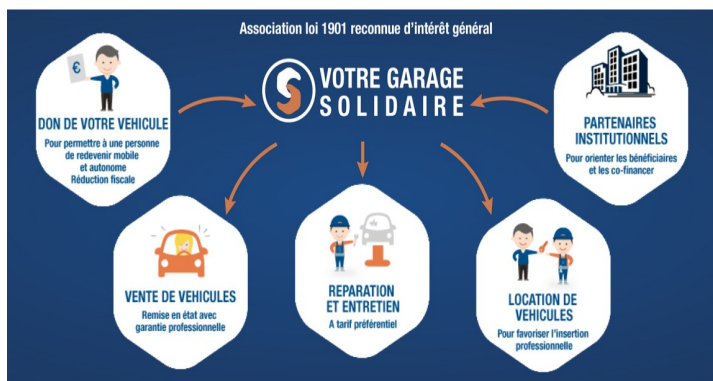 Association loi 1901 reconnue d'intérêt général
VOTRE GARAGE
SOLIDAIRE
€
DON DE VOTRE VEHICULE
Pour permettre à une personne
de redevenir mobile
et autonome
Réduction fiscale
PARTENAIRES
INSTITUTIONNELS
Pour orienter les bénéficiaires
et les co-financer
VENTE DE VEHICULES
Remise en état avec
garantie professionnelle
REPARATION
ET ENTRETIEN
A tarif préférentiel
LOCATION DE
VEHICULES
Pour favoriser l'insertion
professionnelle